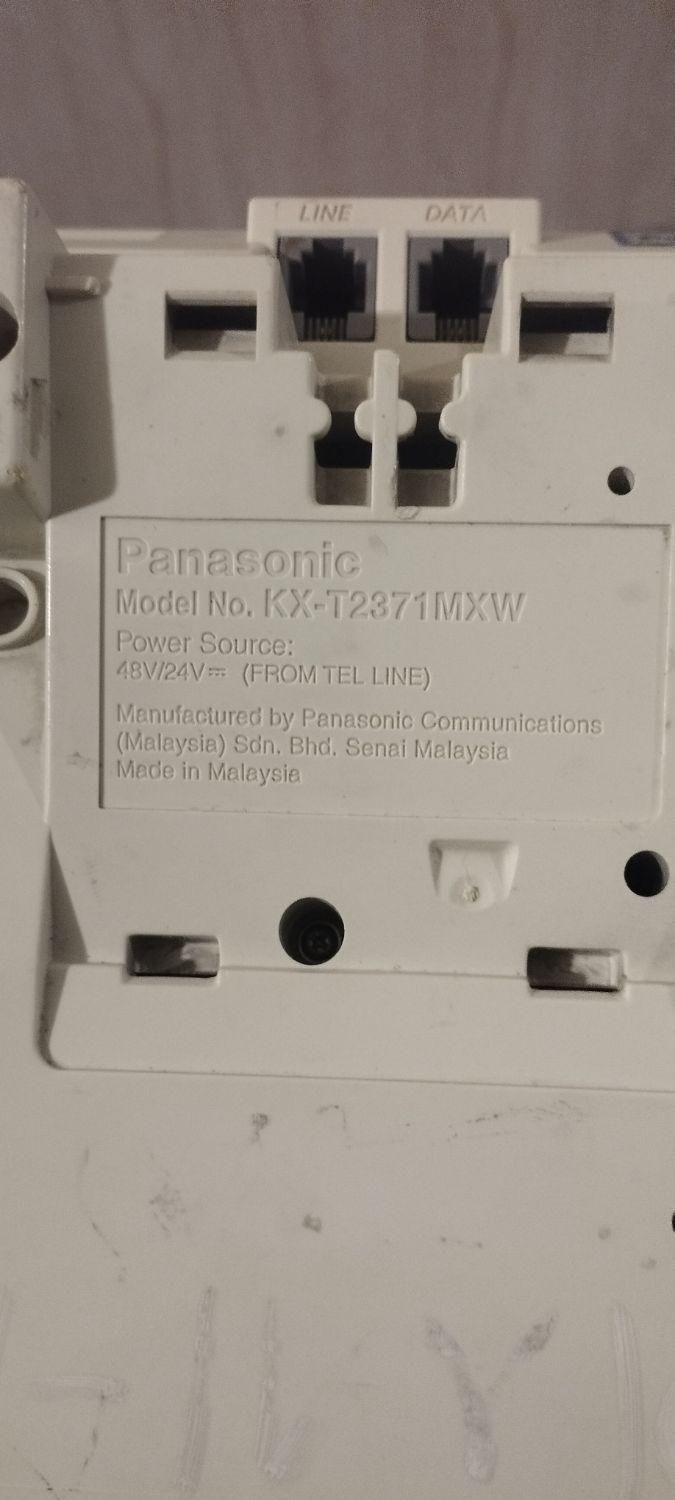 LINE DATA
Panasonic
Model No. KX-T2371MXW
Power Source:
48V/24V⎓ (FROM TEL LINE)
Manufactured by Panasonic Communications
(Malaysia) Sdn. Bhd. Senai Malaysia
Made in Malaysia